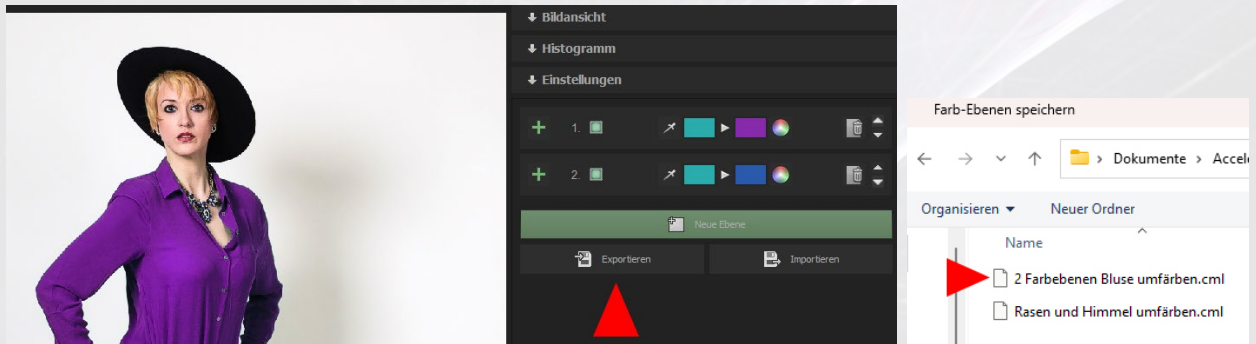 Bildansicht
Histogramm
Einstellungen
1.
2.
Neue Ebene
Exportieren
Importieren
Farb-Ebenen speichern
Dokumente > Accele
Organisieren
Neuer Ordner
Name
2 Farbebenen Bluse umfärben.cml
Rasen und Himmel umfärben.cml